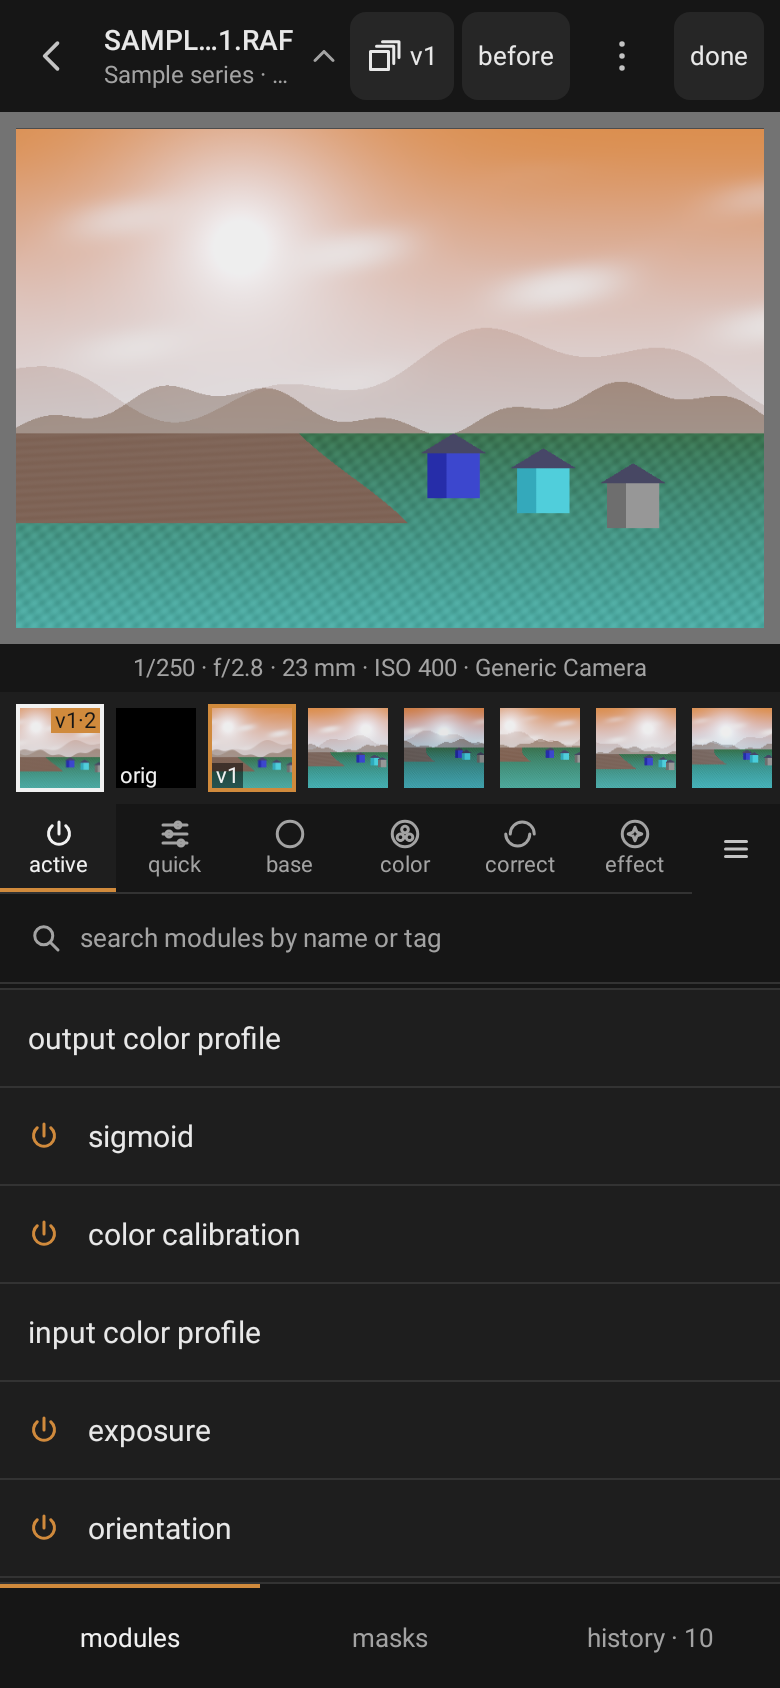 SAMPL…1.RAF
Sample series · …
v1
before
done
1/250 · f/2.8 · 23 mm · ISO 400 · Generic Camera
v1·2
orig
v1
active
quick
base
color
correct
effect
search modules by name or tag
output color profile
sigmoid
color calibration
input color profile
exposure
orientation
modules
masks
history · 10